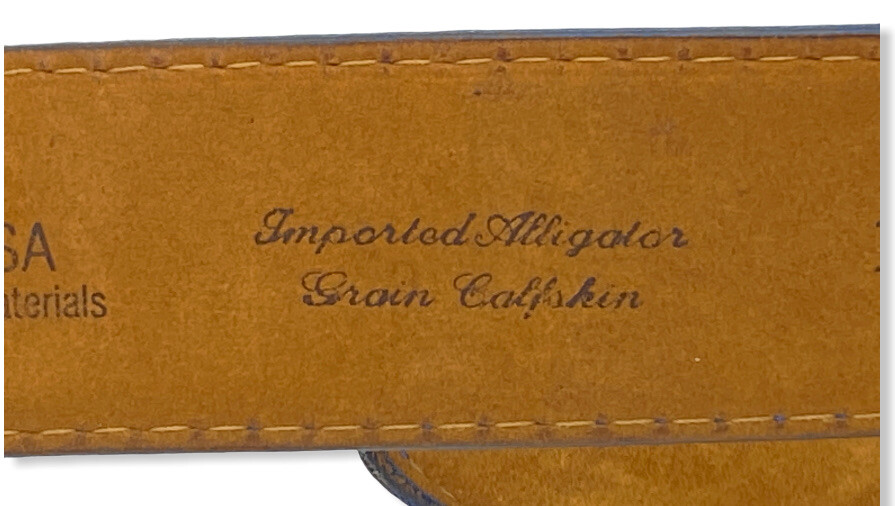 SA
aterials
Imported Alligator
Grain Calfskin